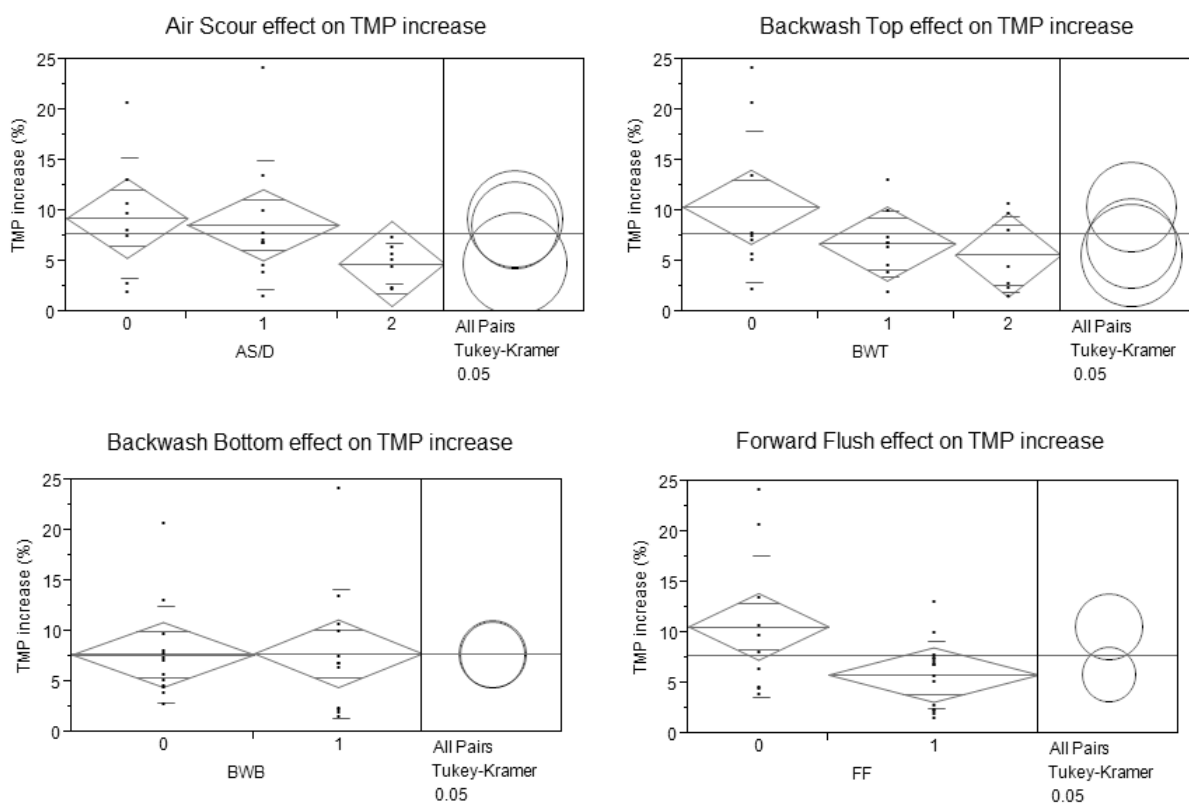 Air Scour effect on TMP increase
TMP increase (%)
25
20
15
10
5
0
0 1 2
AS/D
All Pairs
Tukey-Kramer
0.05
Backwash Top effect on TMP increase
TMP increase (%)
25
20
15
10
5
0
0 1 2
BWT
All Pairs
Tukey-Kramer
0.05
Backwash Bottom effect on TMP increase
TMP increase (%)
25
20
15
10
5
0
0 1
BWB
All Pairs
Tukey-Kramer
0.05
Forward Flush effect on TMP increase
TMP increase (%)
25
20
15
10
5
0
0 1
FF
All Pairs
Tukey-Kramer
0.05